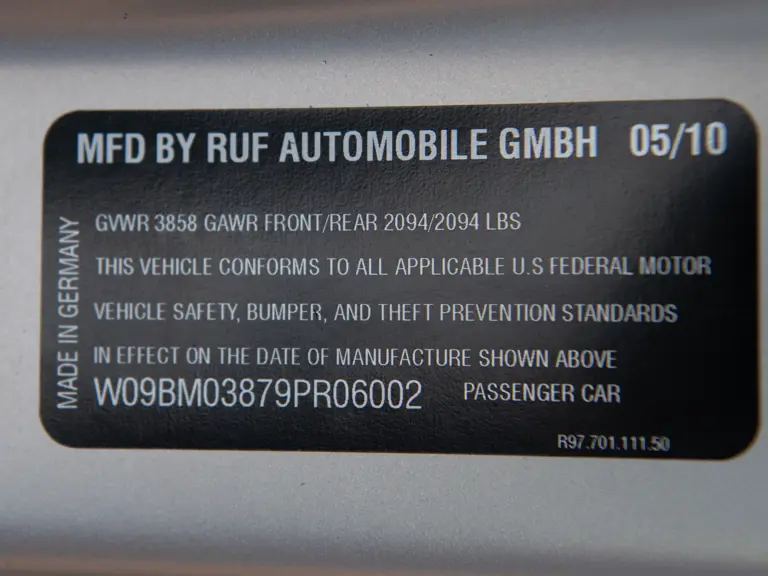 MFD BY RUF AUTOMOBILE GMBH 05/10
GVWR 3858 GAWR FRONT/REAR 2094/2094 LBS
THIS VEHICLE CONFORMS TO ALL APPLICABLE U.S FEDERAL MOTOR
VEHICLE SAFETY, BUMPER, AND THEFT PREVENTION STANDARDS
IN EFFECT ON THE DATE OF MANUFACTURE SHOWN ABOVE
W09BM03879PR06002 PASSENGER CAR
R97.701.111.50
MADE IN GERMANY